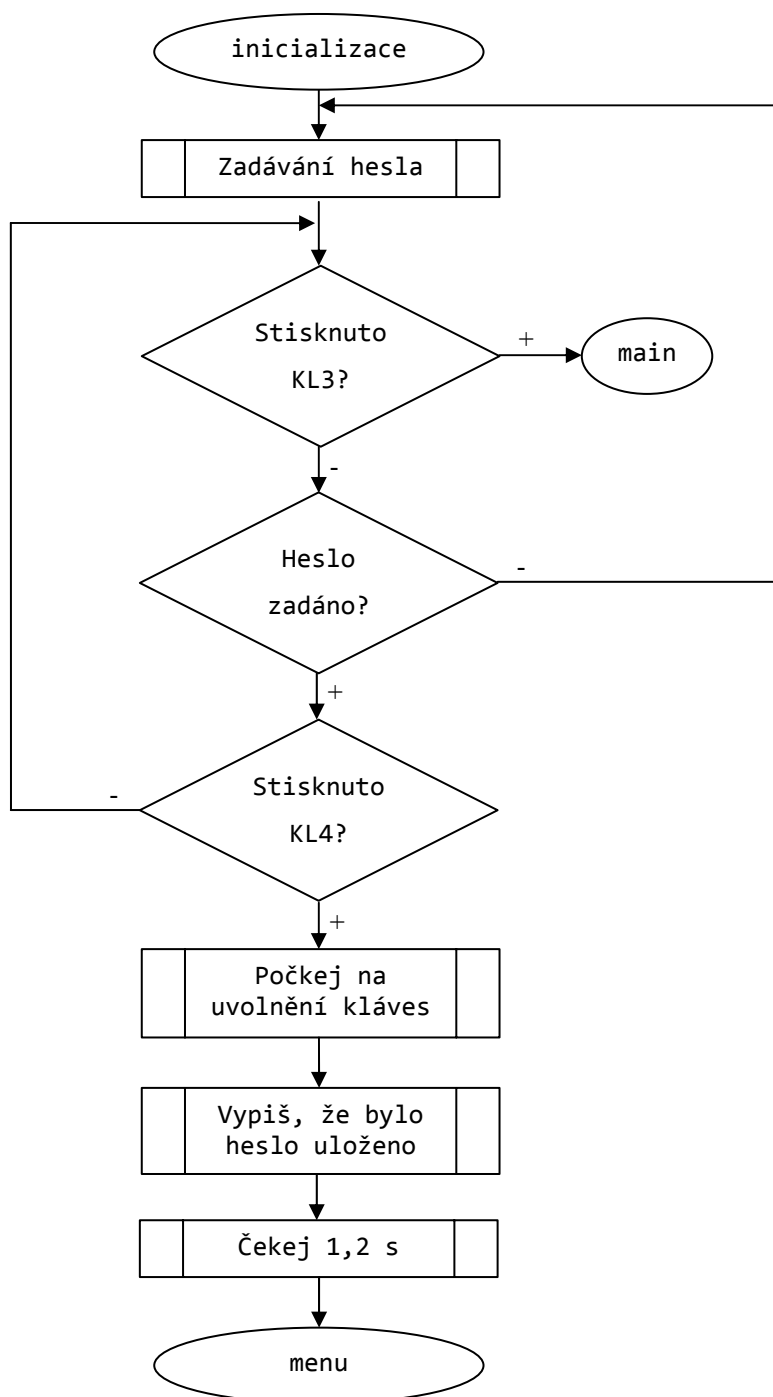 inicializace
Zadávání hesla
Stisknuto
KL3?
+
main
-
Heslo
zadáno?
-
+
Stisknuto
KL4?
-
+
Počkej na
uvolnění kláves
Vypiš, že bylo
heslo uloženo
Čekej 1,2 s
menu